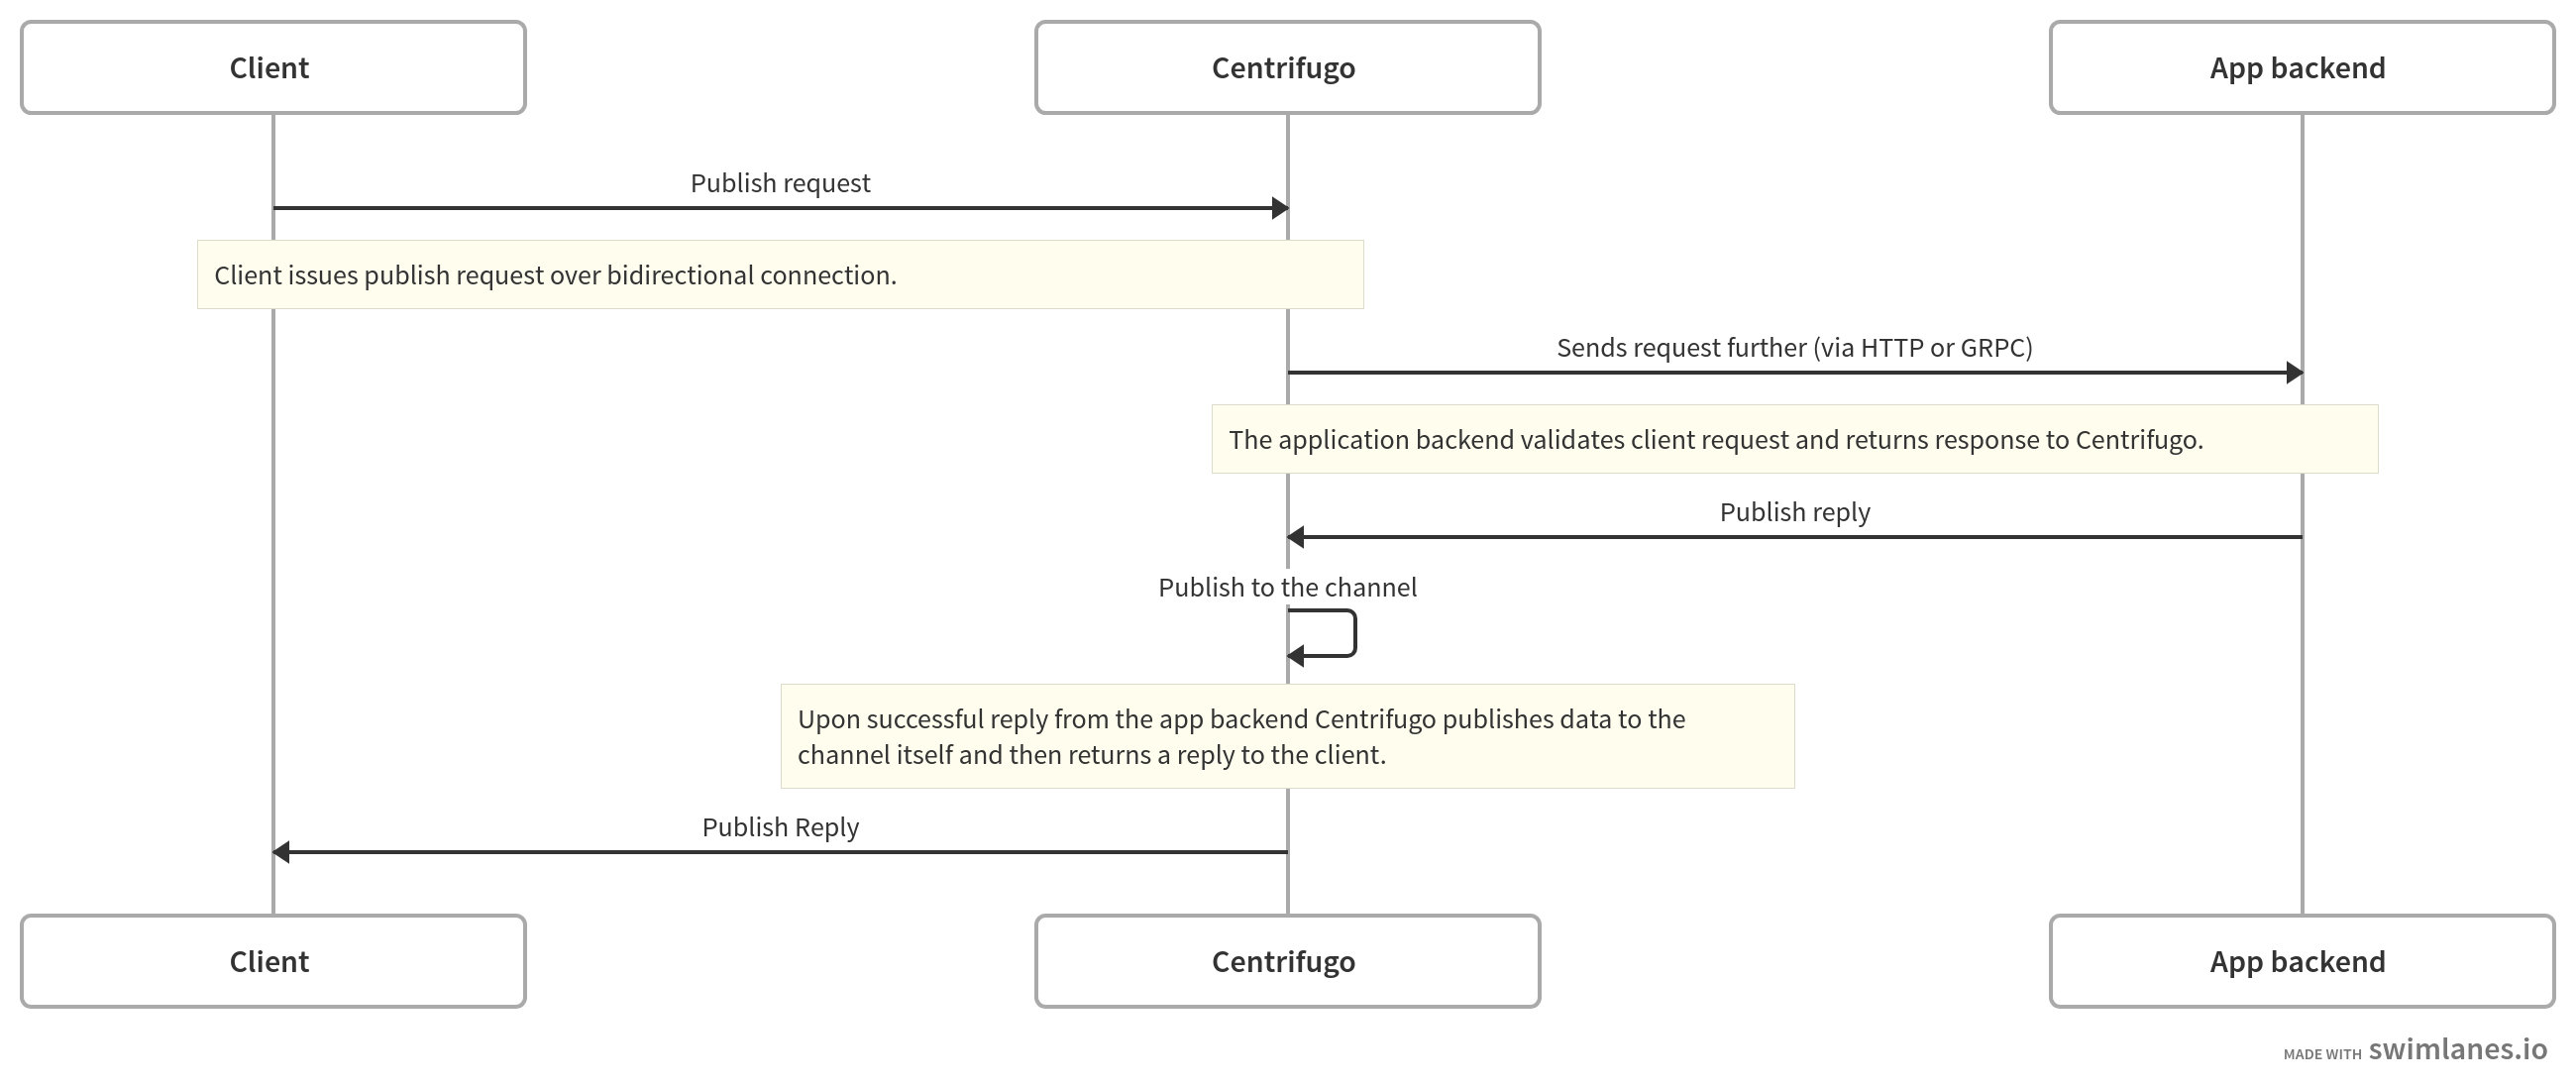 Client
Centrifugo
App backend
Publish request
Client issues publish request over bidirectional connection.
Sends request further (via HTTP or GRPC)
The application backend validates client request and returns response to Centrifugo.
Publish reply
Publish to the channel
Upon successful reply from the app backend Centrifugo publishes data to the
channel itself and then returns a reply to the client.
Publish Reply
Client
Centrifugo
App backend
MADE WITH swimlanes.io